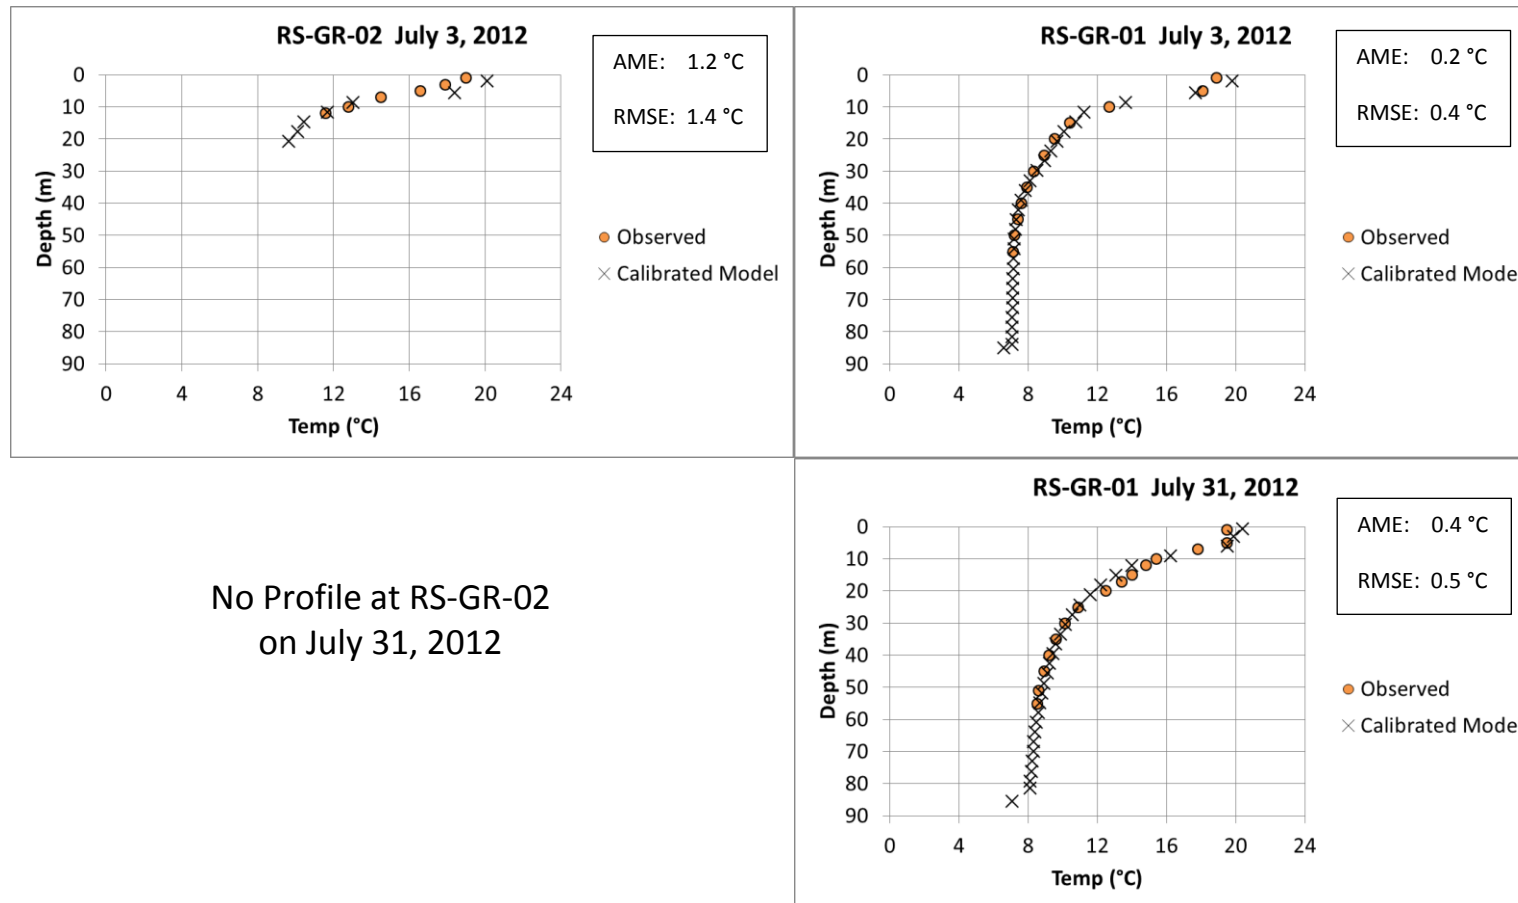 RS-GR-02 July 3, 2012
AME: 1.2 °C
RMSE: 1.4 °C
0
10
20
30
40
50
60
70
80
90
Depth (m)
0 4 8 12 16 20 24
Temp (°C)
Observed
Calibrated Model
RS-GR-01 July 3, 2012
AME: 0.2 °C
RMSE: 0.4 °C
0
10
20
30
40
50
60
70
80
90
Depth (m)
0 4 8 12 16 20 24
Temp (°C)
Observed
Calibrated Mode
No Profile at RS-GR-02
on July 31, 2012
RS-GR-01 July 31, 2012
AME: 0.4 °C
RMSE: 0.5 °C
0
10
20
30
40
50
60
70
80
90
Depth (m)
0 4 8 12 16 20 24
Temp (°C)
Observed
Calibrated Mode